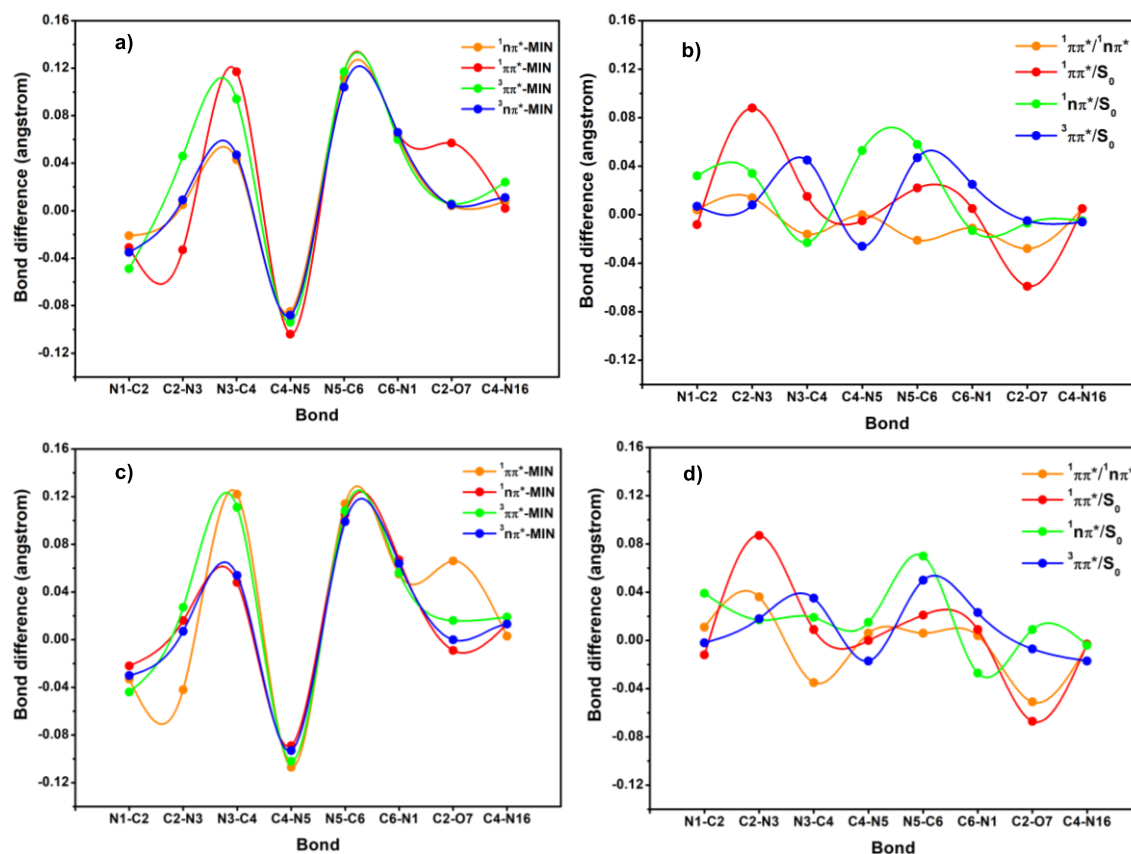 a)
0.16
0.12
0.08
0.04
0.00
-0.04
-0.08
-0.12
Bond difference (angstrom)
¹nπ*-MIN
¹ππ*-MIN
³ππ*-MIN
³nπ*-MIN
N1-C2 C2-N3 N3-C4 C4-N5 N5-C6 C6-N1 C2-O7 C4-N16
Bond
b)
0.16
0.12
0.08
0.04
0.00
-0.04
-0.08
-0.12
Bond difference (angstrom)
¹ππ*/¹nπ*
¹ππ*/S₀
¹nπ*/S₀
³ππ*/S₀
N1-C2 C2-N3 N3-C4 C4-N5 N5-C6 C6-N1 C2-O7 C4-N16
Bond
c)
0.16
0.12
0.08
0.04
0.00
-0.04
-0.08
-0.12
Bond difference (angstrom)
¹ππ*-MIN
¹nπ*-MIN
³ππ*-MIN
³nπ*-MIN
N1-C2 C2-N3 N3-C4 C4-N5 N5-C6 C6-N1 C2-O7 C4-N16
Bond
d)
0.16
0.12
0.08
0.04
0.00
-0.04
-0.08
-0.12
Bond difference (angstrom)
¹ππ*/¹nπ*
¹ππ*/S₀
¹nπ*/S₀
³ππ*/S₀
N1-C2 C2-N3 N3-C4 C4-N5 N5-C6 C6-N1 C2-O7 C4-N16
Bond